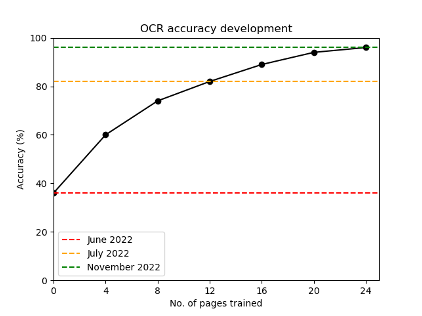 OCR accuracy development
100
80
60
40
20
0
Accuracy (%)
June 2022
July 2022
November 2022
0 4 8 12 16 20 24
No. of pages trained